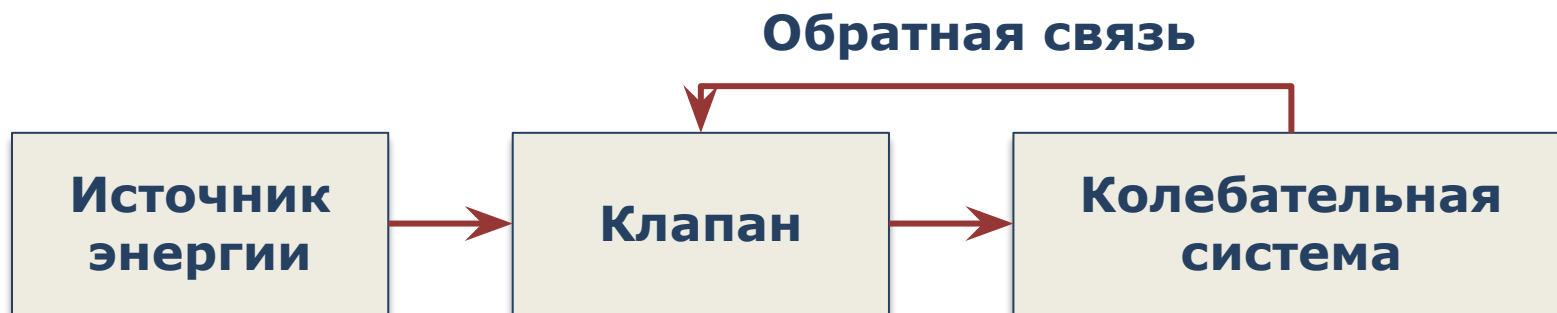 Обратная связь
Источник
энергии
Клапан
Колебательная
система